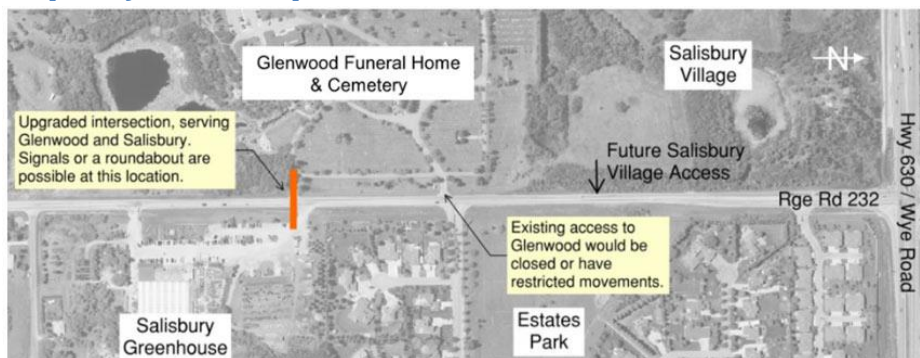 Glenwood Funeral Home
& Cemetery
Salisbury
Village
N
Upgraded intersection, serving
Glenwood and Salisbury.
Signals or a roundabout are
possible at this location.
Future Salisbury
Village Access
Rge Rd 232
Hwy 630 / Wye Road
Existing access to
Glenwood would be
closed or have
restricted movements.
Salisbury
Greenhouse
Estates
Park